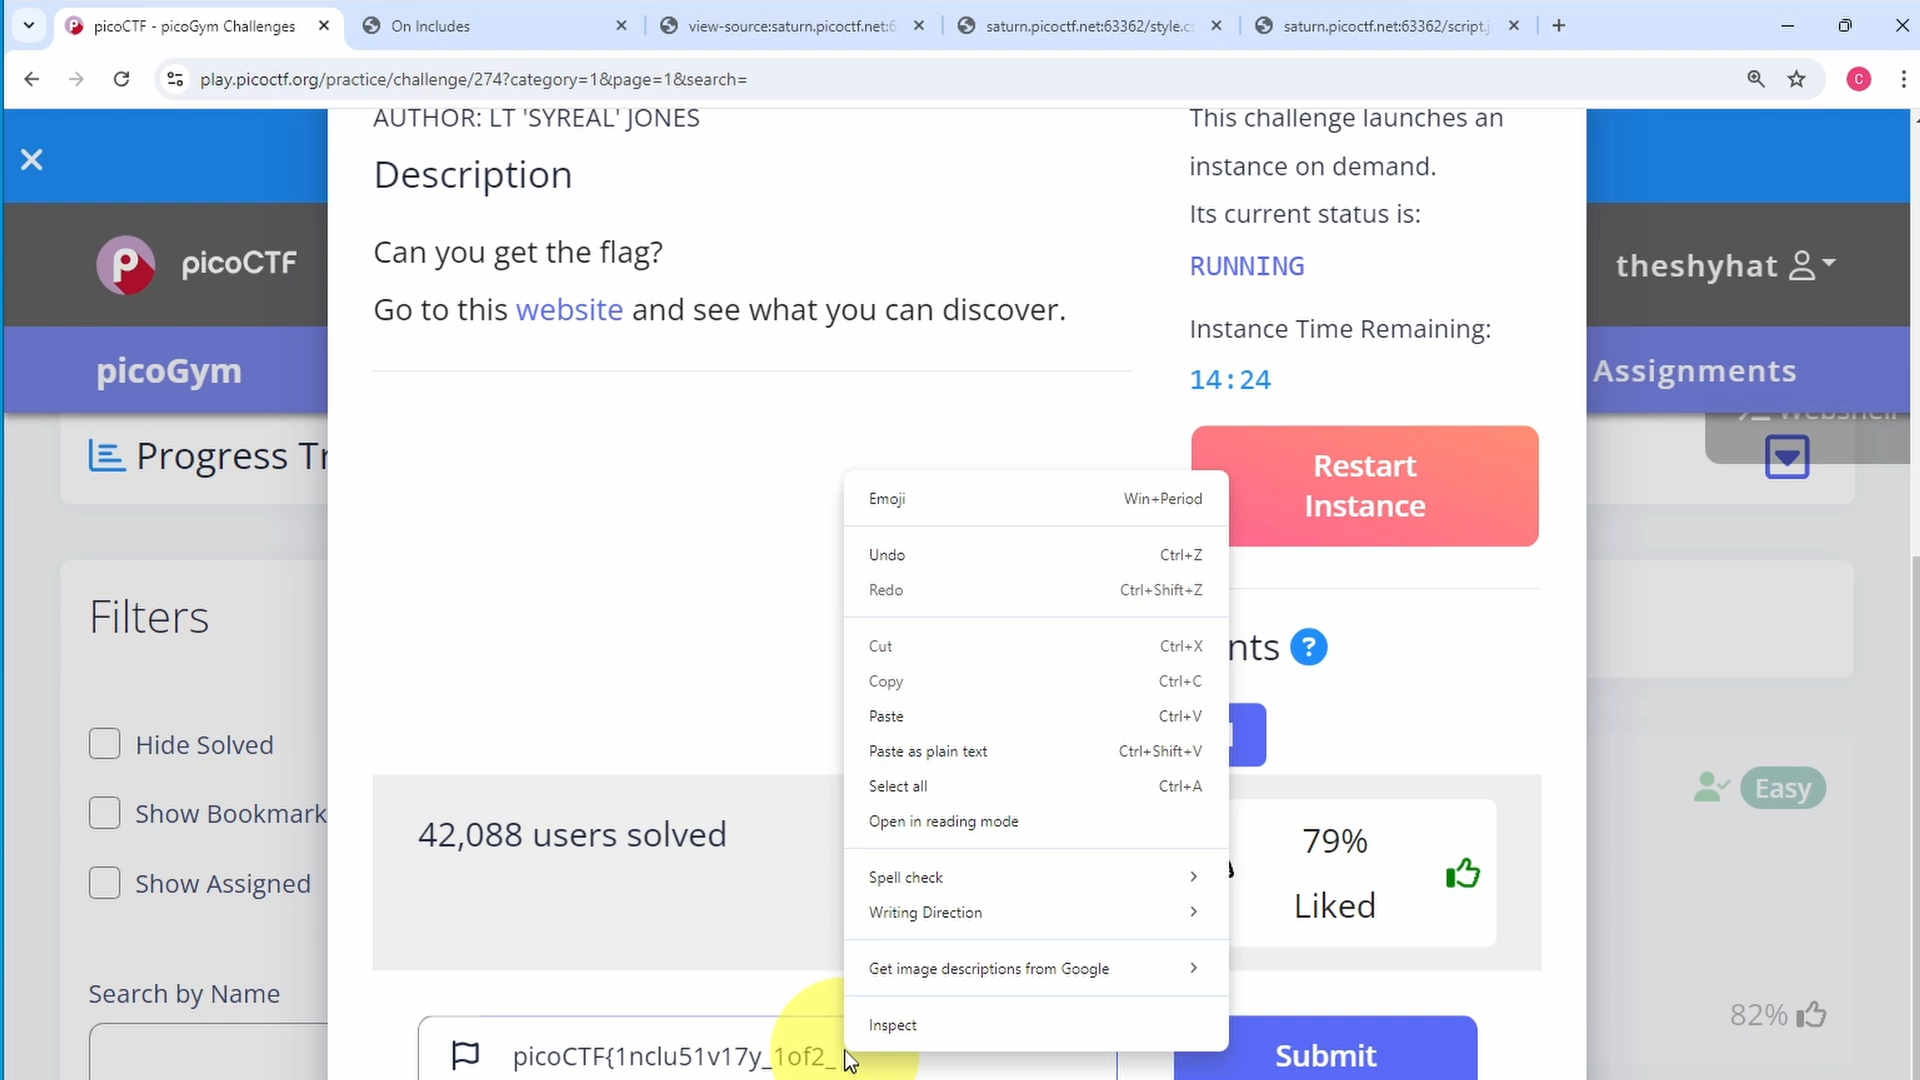 picoCTF - picoGym Challenges
On Includes
view-source:saturn.picoctf.net:6
saturn.picoctf.net:63362/style.cs
saturn.picoctf.net:63362/script.j
play.picoctf.org/practice/challenge/274?category=1&page=1&search=
C
AUTHOR: LT 'SYREAL' JONES
Description
Can you get the flag?
Go to this website and see what you can discover.
This challenge launches an
instance on demand.
Its current status is:
RUNNING
Instance Time Remaining:
14:24
Restart
Instance
nts ?
picoCTF
theshyhat
picoGym
Assignments
Webshell
Progress Tr
Filters
Hide Solved
Show Bookmark
Show Assigned
Search by Name
Easy
82%
Emoji Win+Period
Undo Ctrl+Z
Redo Ctrl+Shift+Z
Cut Ctrl+X
Copy Ctrl+C
Paste Ctrl+V
Paste as plain text Ctrl+Shift+V
Select all Ctrl+A
Open in reading mode
Spell check
Writing Direction
Get image descriptions from Google
Inspect
42,088 users solved
79%
Liked
picoCTF{1nclu51v17y_1of2_
Submit